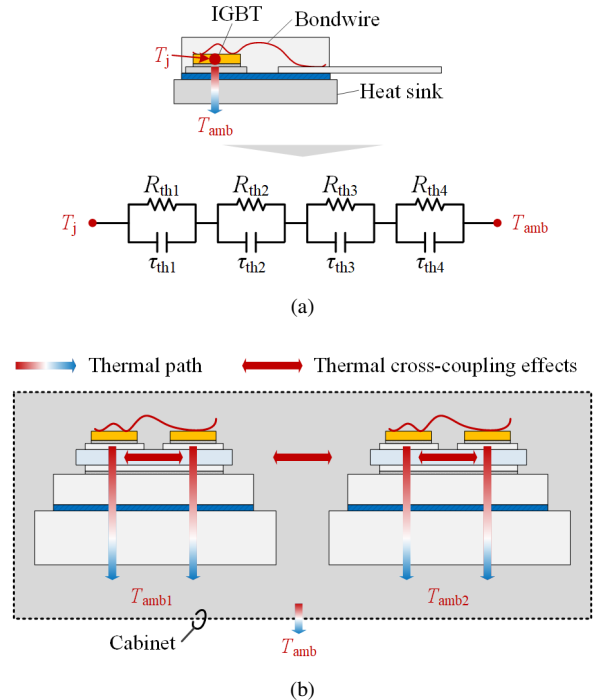 IGBT
Bondwire
Tj
Heat sink
Tamb
Rth1 Rth2 Rth3 Rth4
Tj Tamb
τth1 τth2 τth3 τth4
(a)
Thermal path Thermal cross-coupling effects
Tamb1 Tamb2
Cabinet
Tamb
(b)